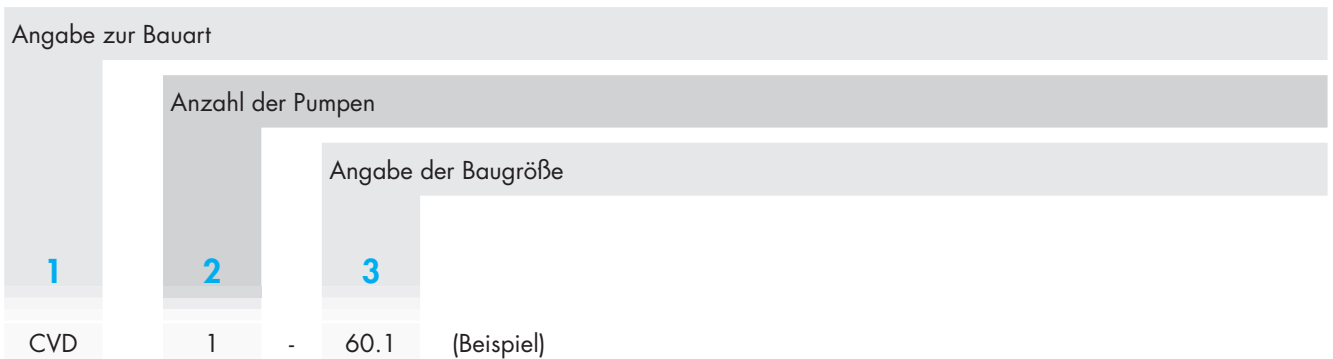 Angabe zur Bauart
Anzahl der Pumpen
Angabe der Baugröße
1 2 3
CVD 1 - 60.1 (Beispiel)